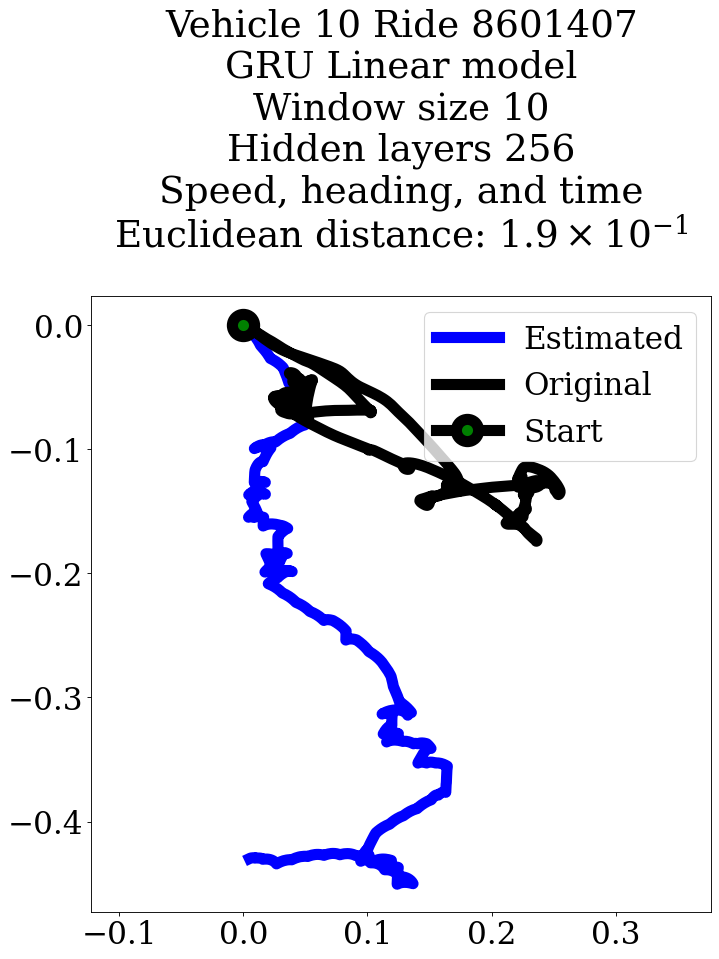 Vehicle 10 Ride 8601407
GRU Linear model
Window size 10
Hidden layers 256
Speed, heading, and time
Euclidean distance: 1.9 × 10⁻¹
Estimated
Original
Start
0.0
−0.1
−0.2
−0.3
−0.4
−0.1 0.0 0.1 0.2 0.3